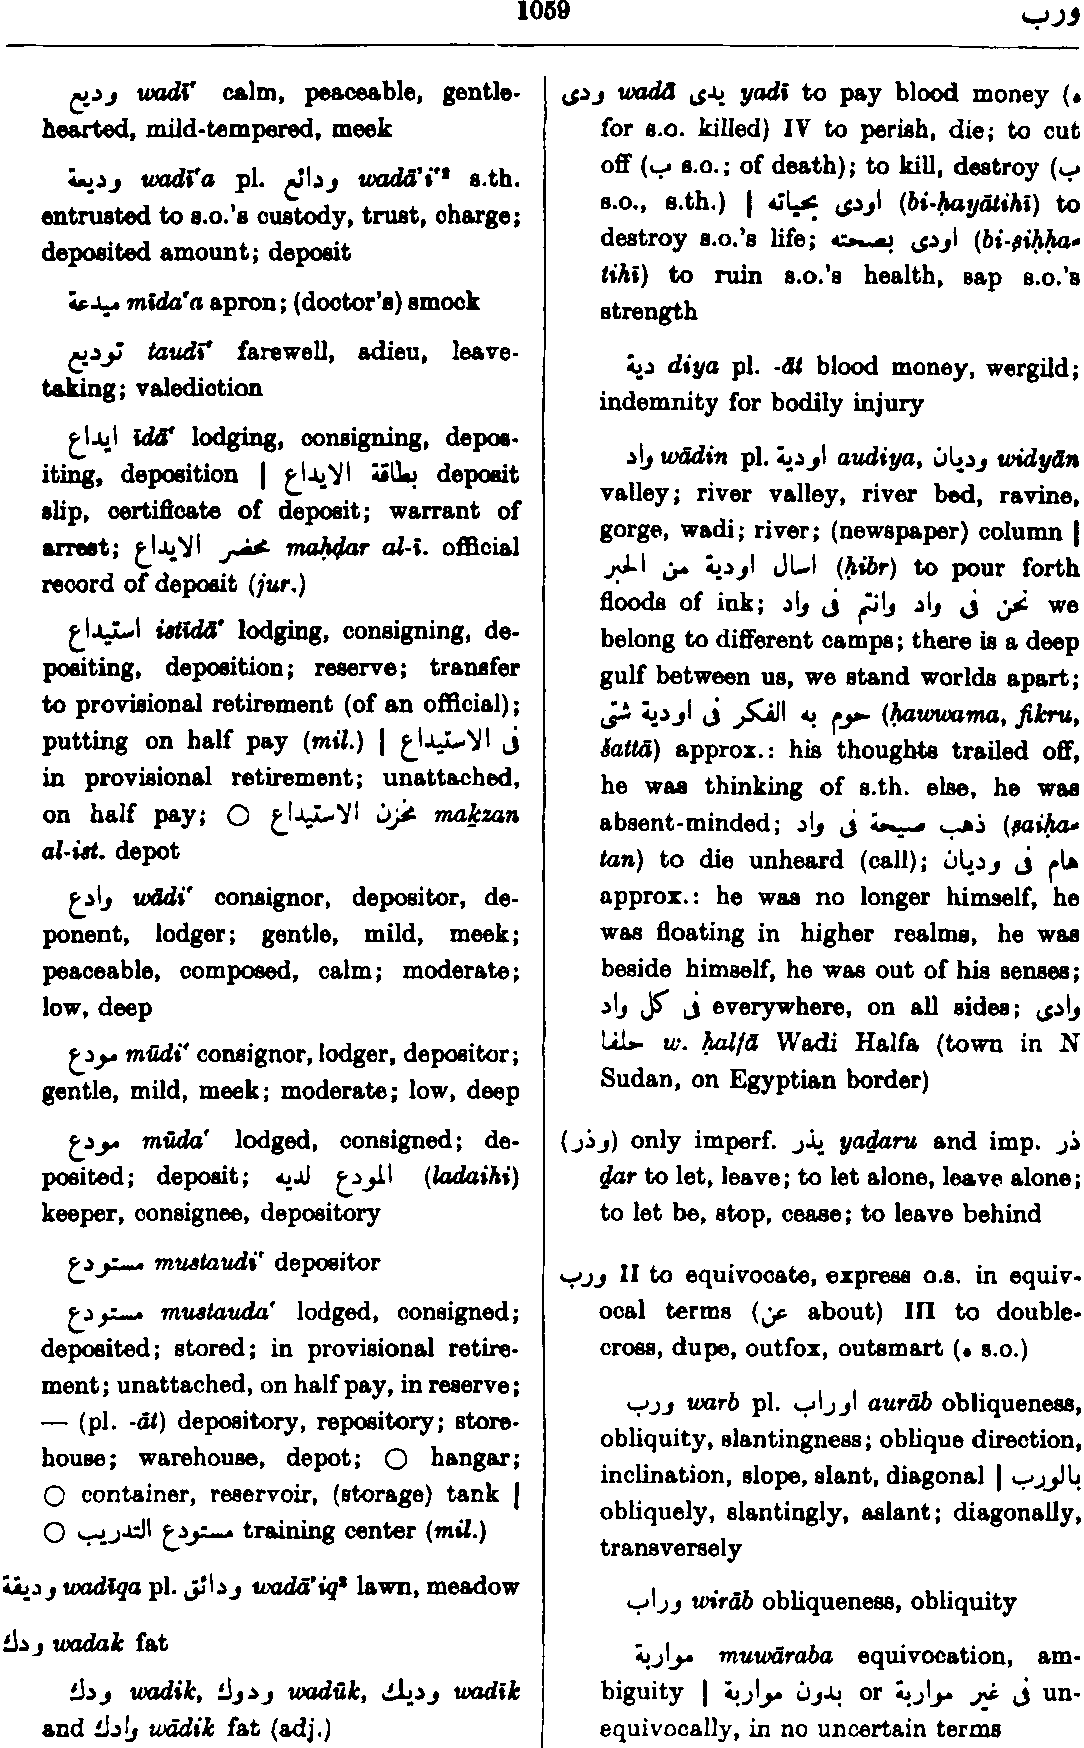 1059
ورب
وديع wadī‘ calm, peaceable, gentle-
hearted, mild-tempered, meek
وديعة wadī‘a pl. ودائع wadā’i‘² s.th.
entrusted to s.o.’s custody, trust, charge;
deposited amount; deposit
ميدعة mīda‘a apron; (doctor’s) smock
توديع taudī‘ farewell, adieu, leave-
taking; valediction
ايداع īdā‘ lodging, consigning, depos-
iting, deposition | بطاقة الايداع deposit
slip, certificate of deposit; warrant of
arrest; محضر الايداع maḥḍar al-ī. official
record of deposit (jur.)
استيداع istīdā‘ lodging, consigning, de-
positing, deposition; reserve; transfer
to provisional retirement (of an official);
putting on half pay (mil.) | فى الاستيداع
in provisional retirement; unattached,
on half pay; ○ مخزن الاستيداع maḵzan
al-ist. depot
وادع wādi‘ consignor, depositor, de-
ponent, lodger; gentle, mild, meek;
peaceable, composed, calm; moderate;
low, deep
مودع mūdi‘ consignor, lodger, depositor;
gentle, mild, meek; moderate; low, deep
مودع mūda‘ lodged, consigned; de-
posited; deposit; المودع لديه (ladaihi)
keeper, consignee, depository
مستودع mustaudi‘ depositor
مستودع mustauda‘ lodged, consigned;
deposited; stored; in provisional retire-
ment; unattached, on half pay, in reserve;
— (pl. -āt) depository, repository; store-
house; warehouse, depot; ○ hangar;
○ container, reservoir, (storage) tank |
○ مستودع التدريب training center (mil.)
وديقة wadīqa pl. ودائق wadā’iq² lawn, meadow
ودك wadak fat
ودك wadik, ودوك wadūk, وديك wadīk
and وادك wādik fat (adj.)
ودى wadā يدى yadī to pay blood money (ه
for s.o. killed) IV to perish, die; to cut
off (ب s.o.; of death); to kill, destroy (ب
s.o., s.th.) | اودى بحياته (bi-ḥayātihī) to
destroy s.o.’s life; اودى بصحته (bi-ṣiḥḥa-
tihī) to ruin s.o.’s health, sap s.o.’s
strength
دية diya pl. -āt blood money, wergild;
indemnity for bodily injury
واد wādin pl. اودية audiya, وديان widyān
valley; river valley, river bed, ravine,
gorge, wadi; river; (newspaper) column |
اسال اودية من الحبر (ḥibr) to pour forth
floods of ink; نحن فى واد وانتم فى واد we
belong to different camps; there is a deep
gulf between us, we stand worlds apart;
حوم به الفكر فى اودية شتى (ḥawwama, fikru,
šattā) approx.: his thoughts trailed off,
he was thinking of s.th. else, he was
absent-minded; ذهب صيحة فى واد (ṣaiḥa-
tan) to die unheard (call); هام فى وديان
approx.: he was no longer himself, he
was floating in higher realms, he was
beside himself, he was out of his senses;
فى كل واد everywhere, on all sides; وادى
حلفا w. ḥalfā Wadi Halfa (town in N
Sudan, on Egyptian border)
(وذر) only imperf. يذر yaḏaru and imp. ذر
ḏar to let, leave; to let alone, leave alone;
to let be, stop, cease; to leave behind
ورب II to equivocate, express o.s. in equiv-
ocal terms (عن about) III to double-
cross, dupe, outfox, outsmart (ه s.o.)
ورب warb pl. اوراب aurāb obliqueness,
obliquity, slantingness; oblique direction,
inclination, slope, slant, diagonal | بالورب
obliquely, slantingly, aslant; diagonally,
transversely
وراب wirāb obliqueness, obliquity
مواربة muwāraba equivocation, am-
biguity | بدون مواربة or فى غير مواربة un-
equivocally, in no uncertain terms